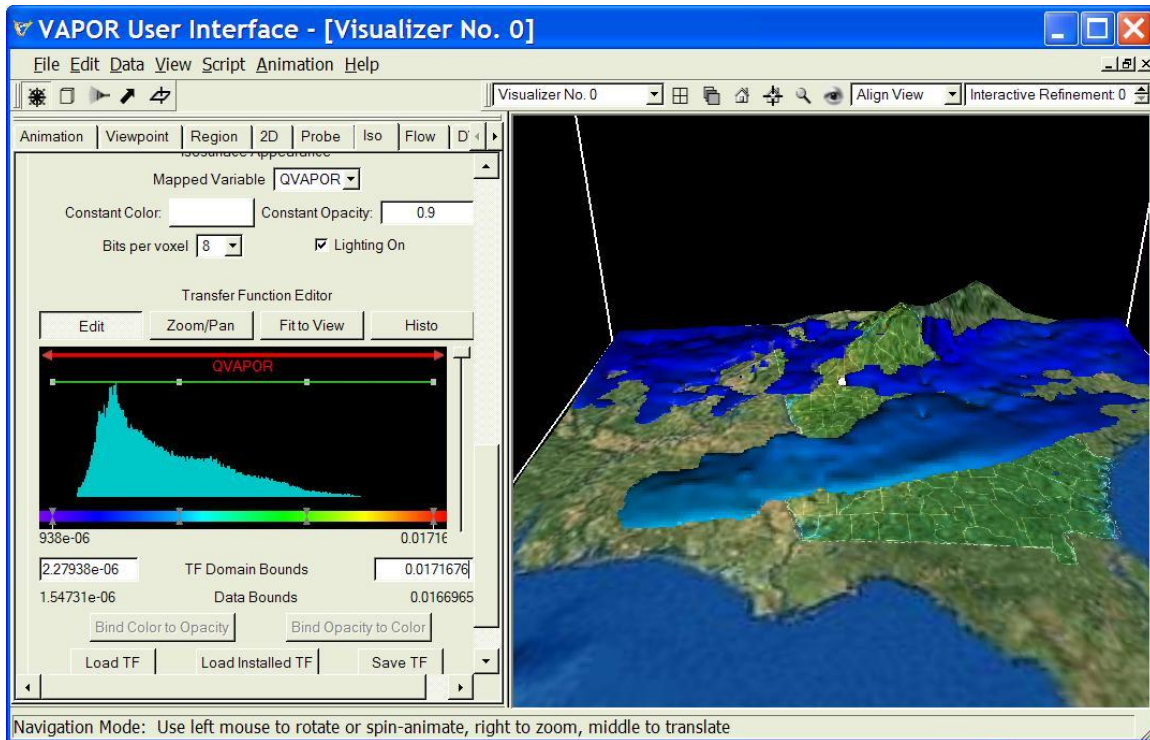 VAPOR User Interface - [Visualizer No. 0]
File Edit Data View Script Animation Help
Visualizer No. 0 Align View Interactive Refinement: 0
Animation Viewpoint Region 2D Probe Iso Flow
Isosurface Appearance
Mapped Variable QVAPOR
Constant Color: Constant Opacity: 0.9
Bits per voxel 8 Lighting On
Transfer Function Editor
Edit Zoom/Pan Fit to View Histo
QVAPOR
938e-06 0.01716
2.27938e-06 TF Domain Bounds 0.0171676
1.54731e-06 Data Bounds 0.0166965
Bind Color to Opacity Bind Opacity to Color
Load TF Load Installed TF Save TF
Navigation Mode: Use left mouse to rotate or spin-animate, right to zoom, middle to translate